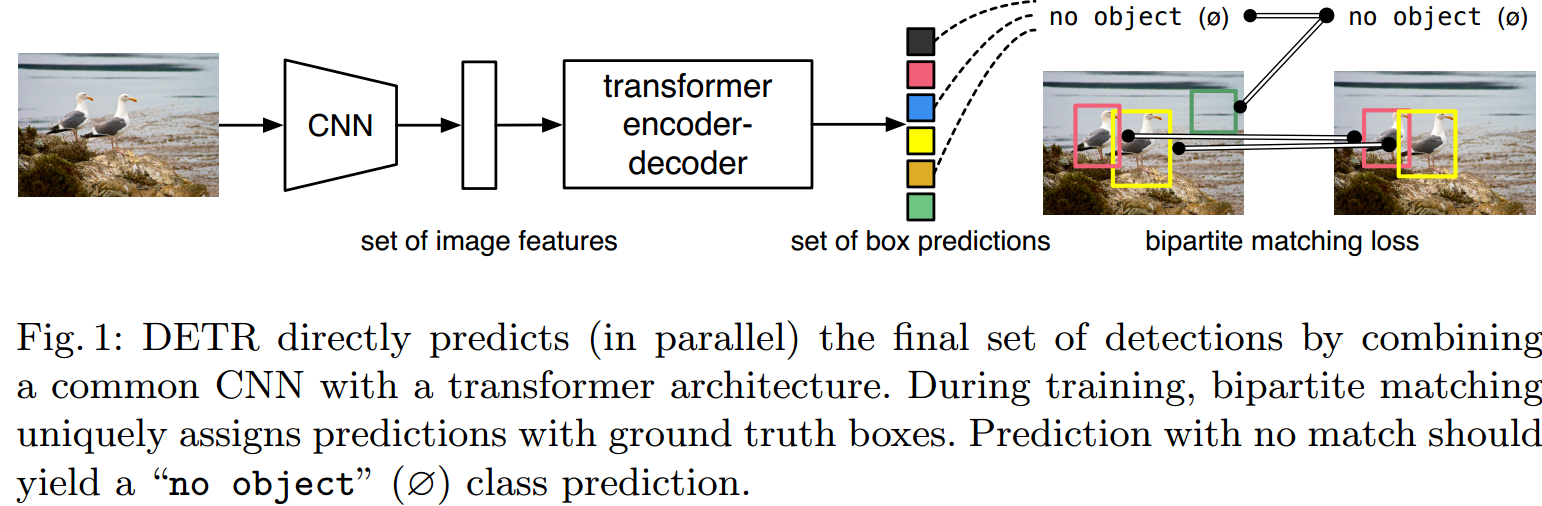 no object (ø)
no object (ø)
CNN
transformer
encoder-
decoder
set of image features
set of box predictions
bipartite matching loss
Fig. 1: DETR directly predicts (in parallel) the final set of detections by combining
a common CNN with a transformer architecture. During training, bipartite matching
uniquely assigns predictions with ground truth boxes. Prediction with no match should
yield a “no object” (∅) class prediction.